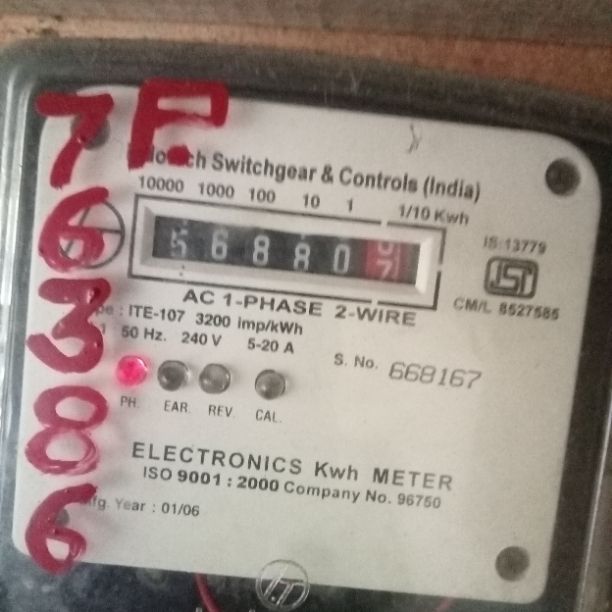 7 F
6
3
8
6
Switchgear & Controls (India)
10000 1000 100 10 1 1/10 Kwh
5 6 8 8 0
IS: 13779
ISI
CM/L 8527585
AC 1-PHASE 2-WIRE
: ITE-107 3200 imp/kWh
50 Hz. 240 V 5-20 A
S. No. 668167
PH. EAR. REV. CAL.
ELECTRONICS Kwh METER
ISO 9001 : 2000 Company No. 96750
Mfg. Year : 01/06